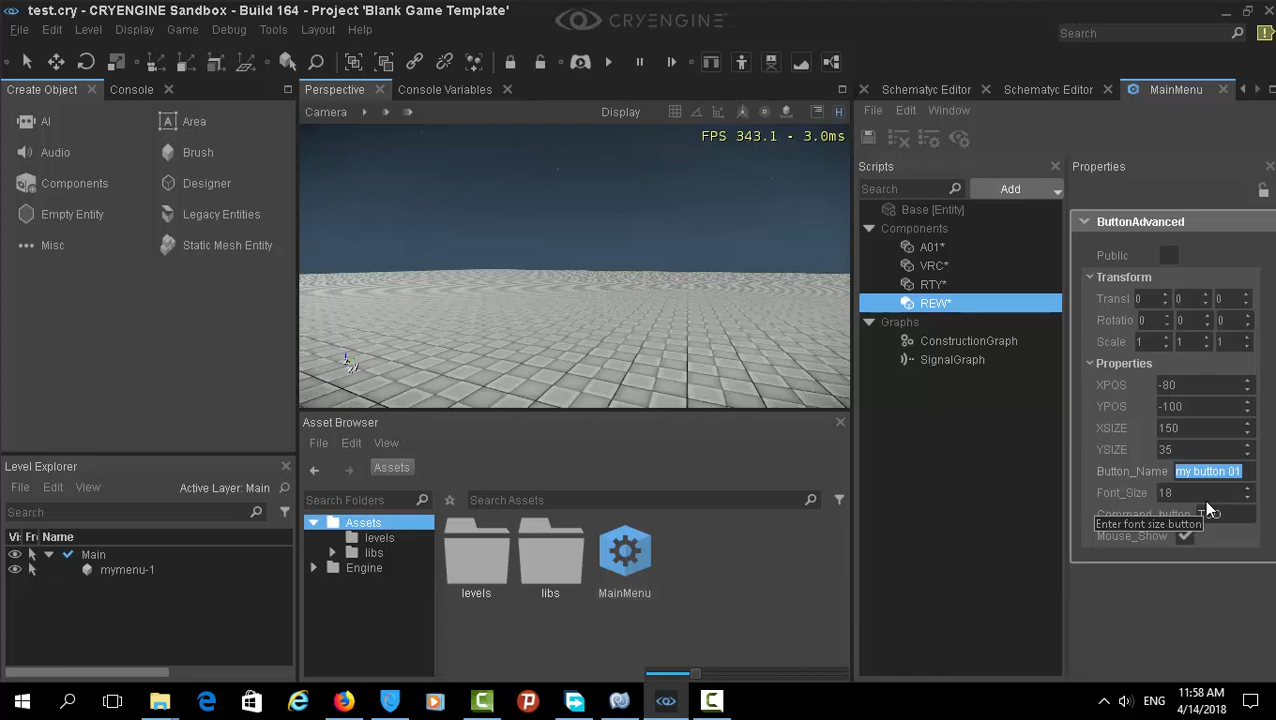 test.cry - CRYENGINE Sandbox - Build 164 - Project 'Blank Game Template'
CRYENGINE
File Edit Level Display Game Debug Tools Layout Help
Search
Create Object
Console
Perspective
Console Variables
Schematyc Editor
Schematyc Editor
MainMenu
Camera
Display
File Edit Window
AI
Area
Audio
Brush
Components
Designer
Empty Entity
Legacy Entities
Misc
Static Mesh Entity
FPS 343.1 - 3.0ms
Scripts
Search
Add
Base [Entity]
Components
A01*
VRC*
RTY*
REW*
Graphs
ConstructionGraph
SignalGraph
Properties
ButtonAdvanced
Public
Transform
Transl 0 0 0
Rotatio 0 0 0
Scale 1 1 1
Properties
XPOS -80
YPOS -100
XSIZE 150
YSIZE 35
Button_Name my button 01
Font_Size 18
Command_button
Enter font size button
Mouse_Show
Asset Browser
File Edit View
Assets
Search Folders
Search Assets
Assets
levels
libs
Engine
levels
libs
MainMenu
Level Explorer
File Edit View
Active Layer: Main
Search
Vi Fr Name
Main
mymenu-1
ENG
11:58 AM
4/14/2018